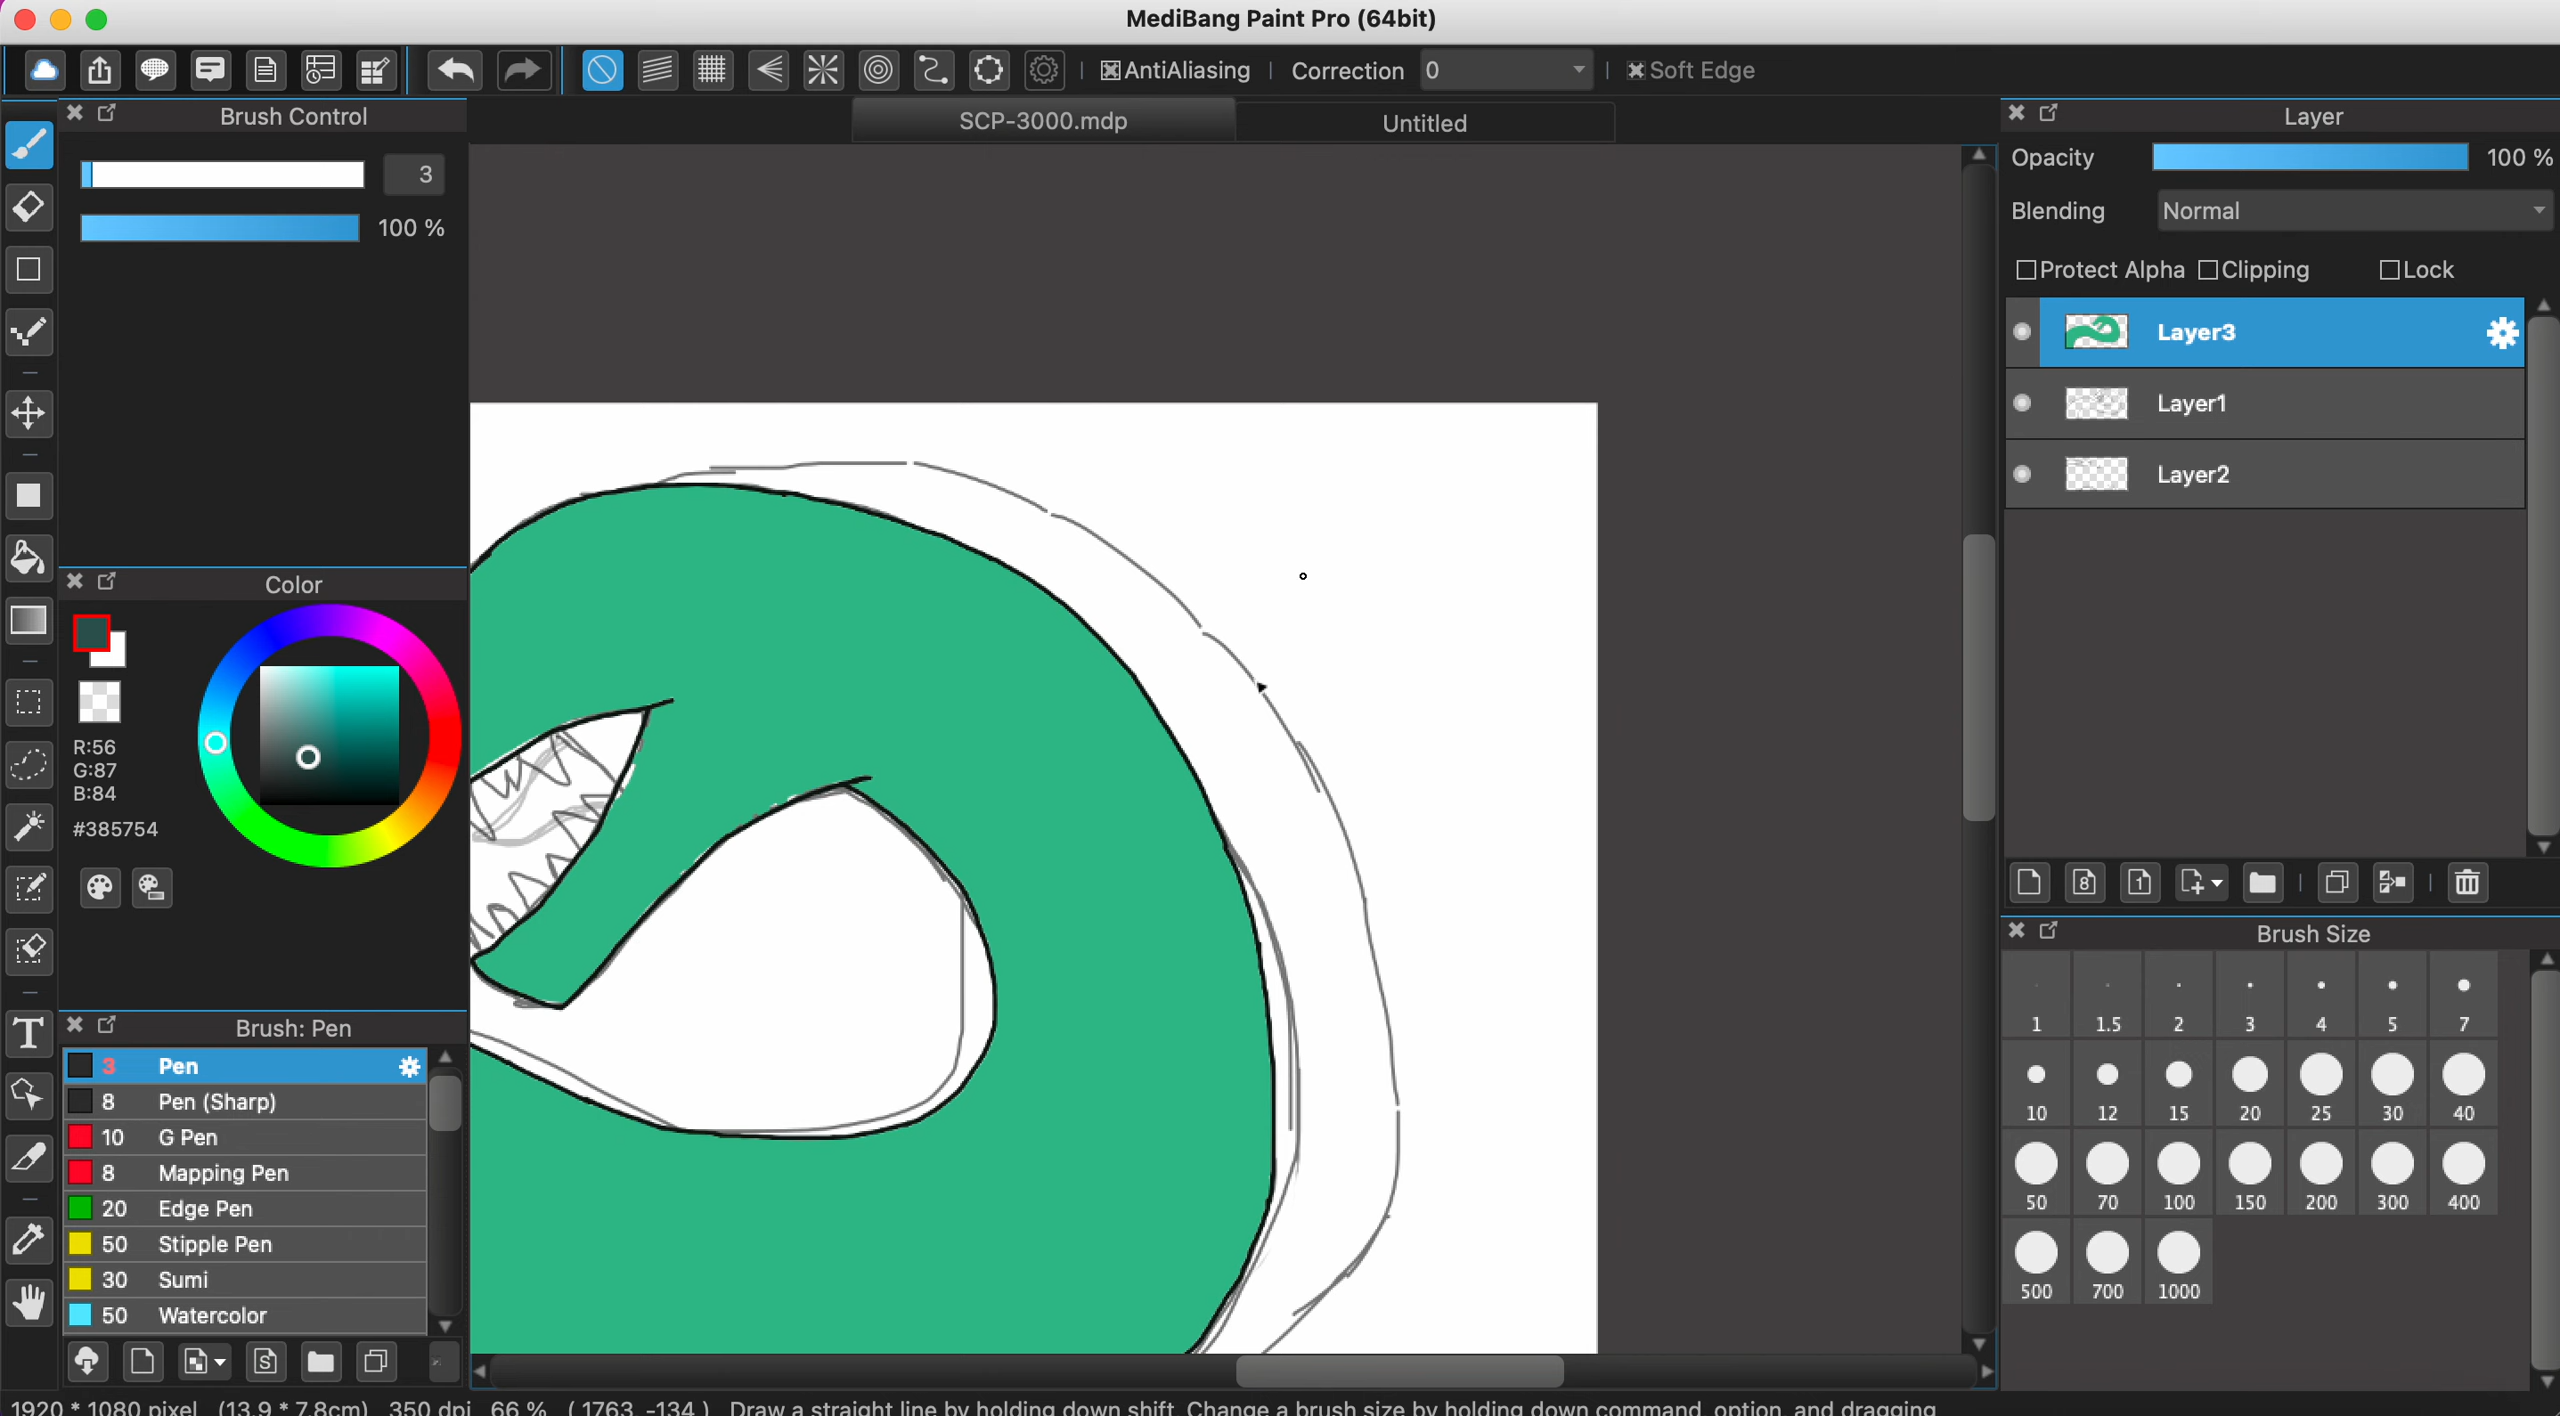 MediBang Paint Pro (64bit)
AntiAliasing
Correction 0
Soft Edge
Brush Control
SCP-3000.mdp
Untitled
Layer
3
100 %
Opacity 100 %
Blending Normal
Protect Alpha Clipping Lock
Layer3
Layer1
Layer2
Color
R:56
G:87
B:84
#385754
8 1
Brush Size
1 1.5 2 3 4 5 7
10 12 15 20 25 30 40
50 70 100 150 200 300 400
500 700 1000
T
Brush: Pen
3 Pen
8 Pen (Sharp)
10 G Pen
8 Mapping Pen
20 Edge Pen
50 Stipple Pen
30 Sumi
50 Watercolor
S
1920 * 1080 pixel (13.9 * 7.8cm) 350 dpi 66 % ( 1763, -134 ) Draw a straight line by holding down shift, Change a brush size by holding down command, option, and dragging